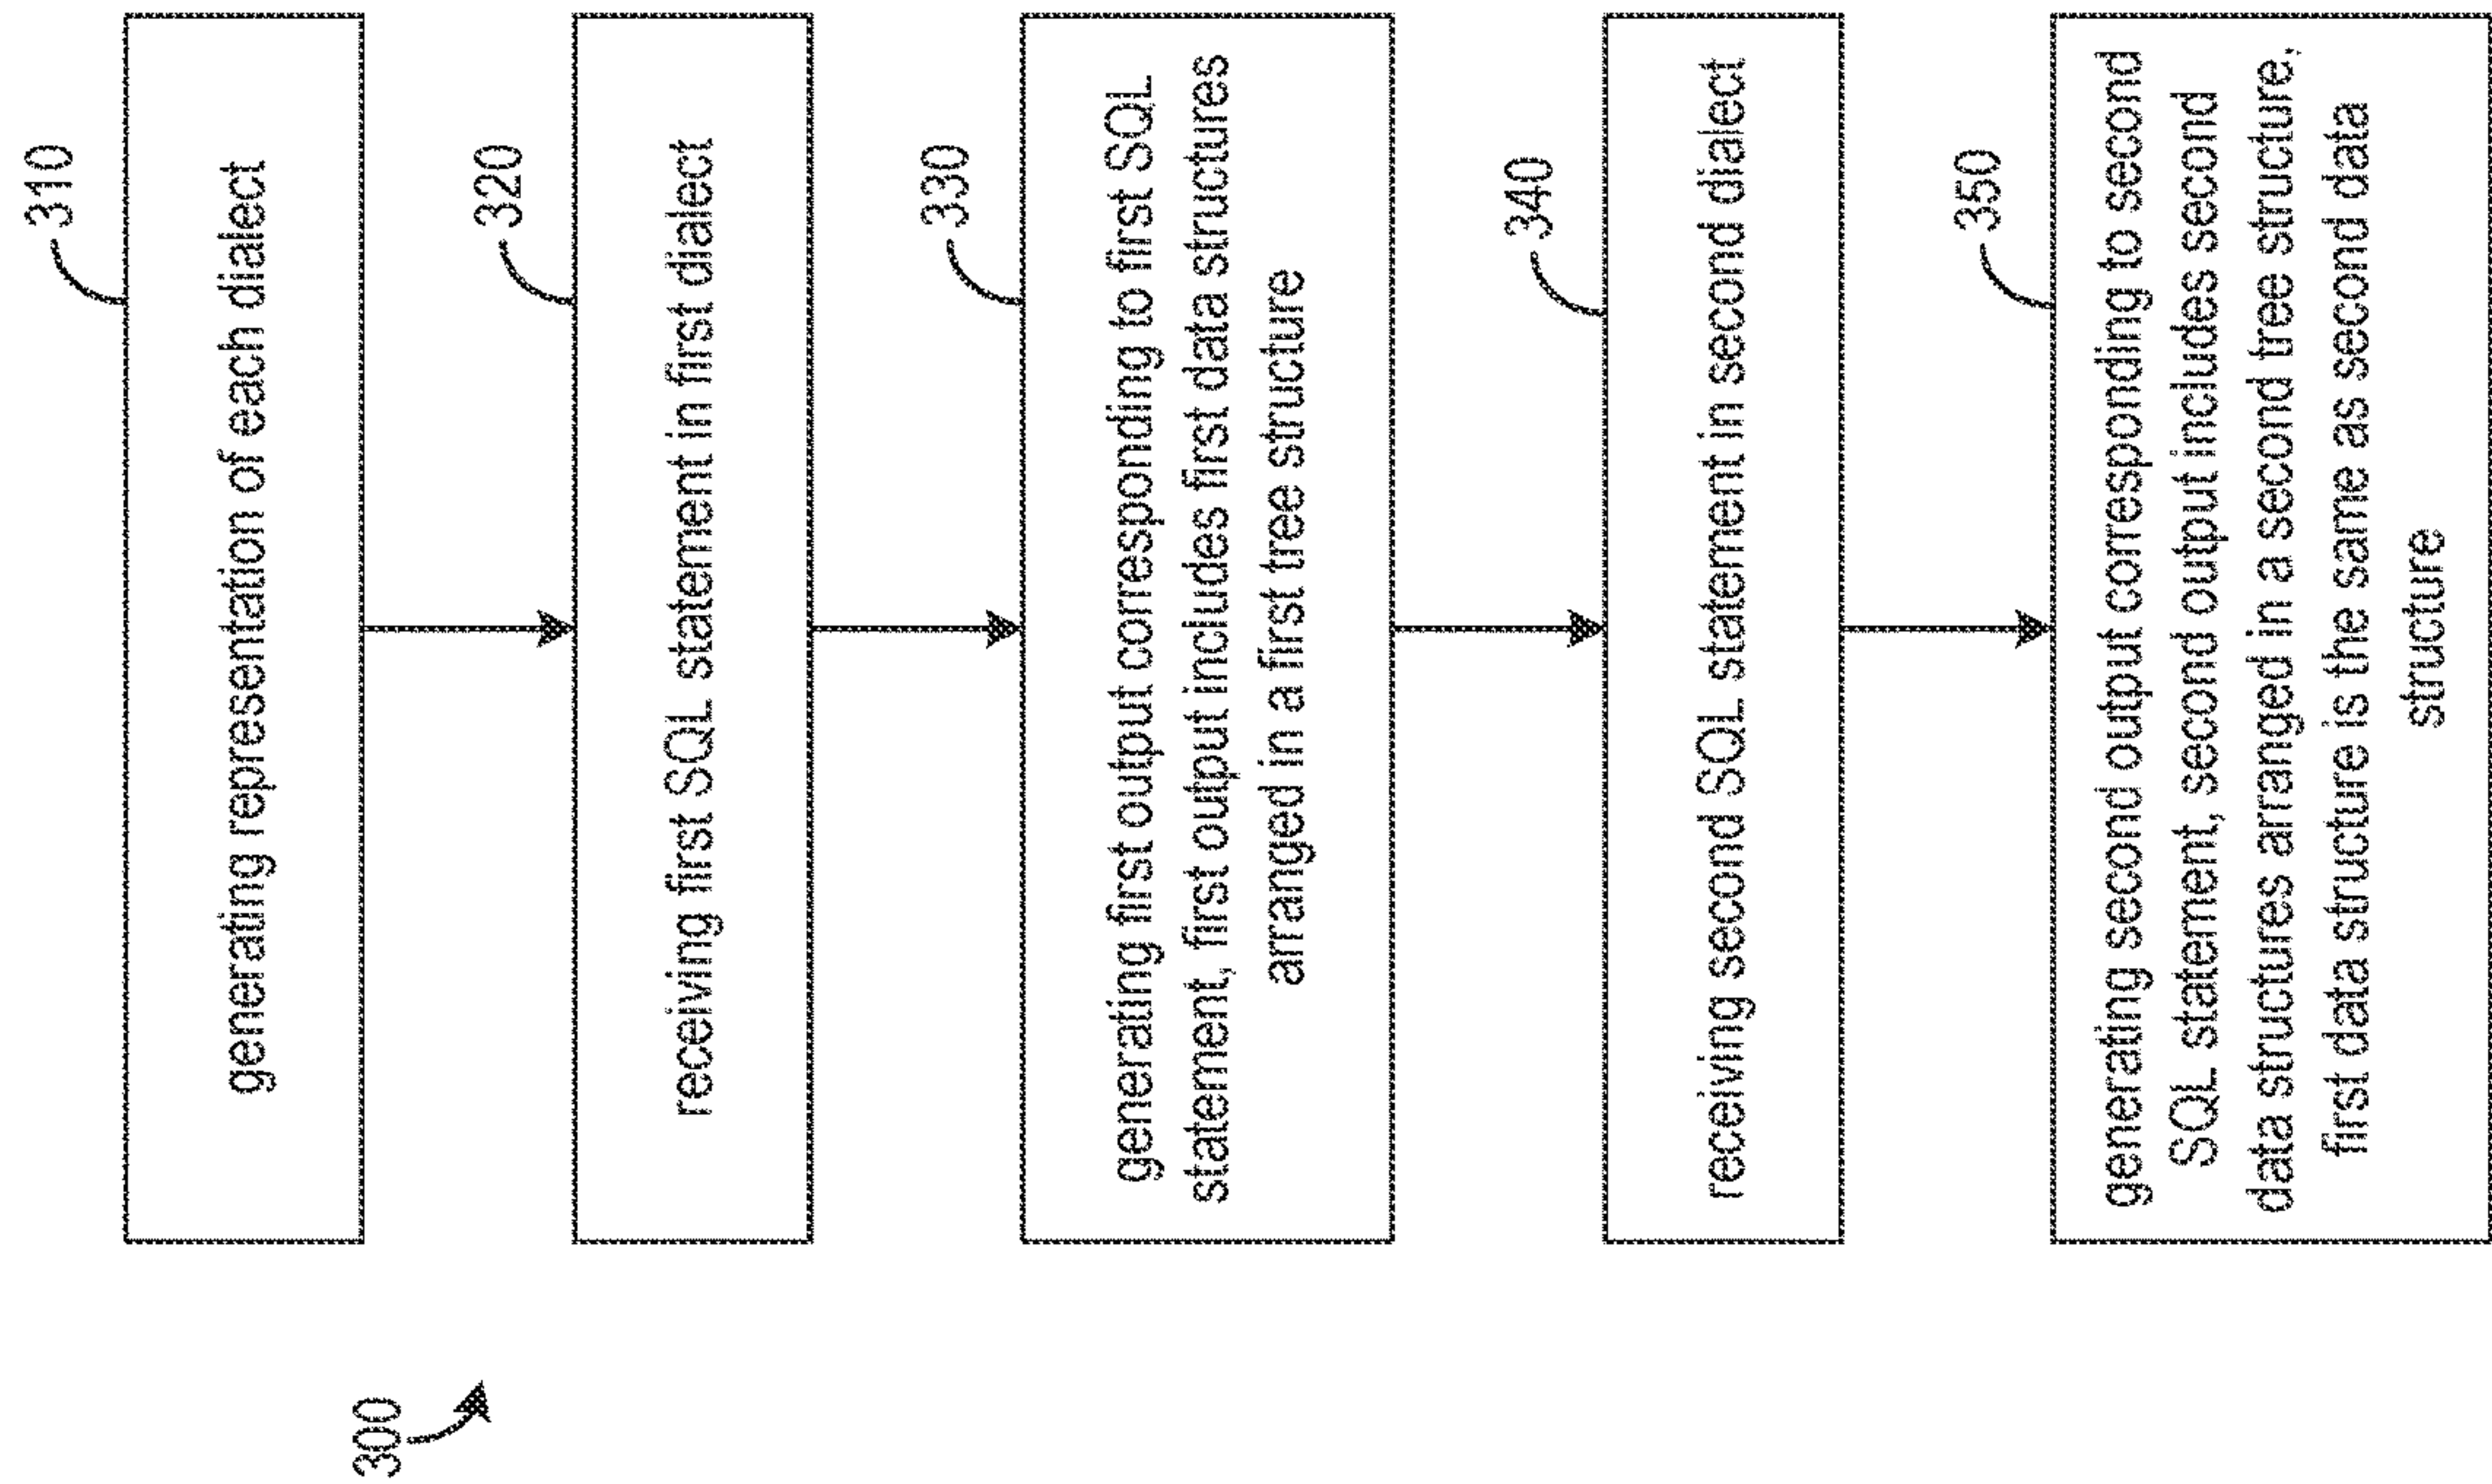 300
310
generating representation of each dialect
320
receiving first SQL statement in first dialect
330
generating first output corresponding to first SQL
statement, first output includes first data structures
arranged in a first tree structure
340
receiving second SQL statement in second dialect
350
generating second output corresponding to second
SQL statement, second output includes second
data structures arranged in a second tree structure,
first data structure is the same as second data
structure